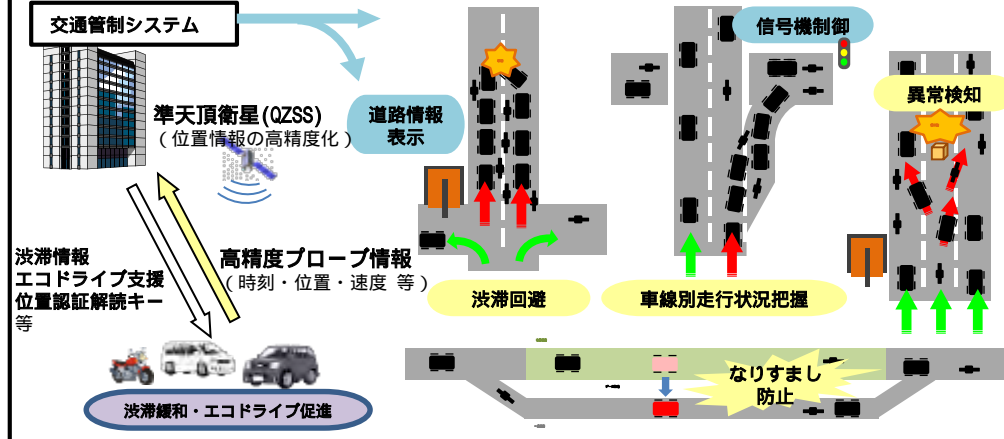 交通管制システム
準天頂衛星(QZSS)
（位置情報の高精度化）
道路情報
表示
信号機制御
異常検知
渋滞情報
エコドライブ支援
位置認証解読キー
等
高精度プローブ情報
（時刻・位置・速度 等）
渋滞回避
車線別走行状況把握
なりすまし
防止
渋滞緩和・エコドライブ促進